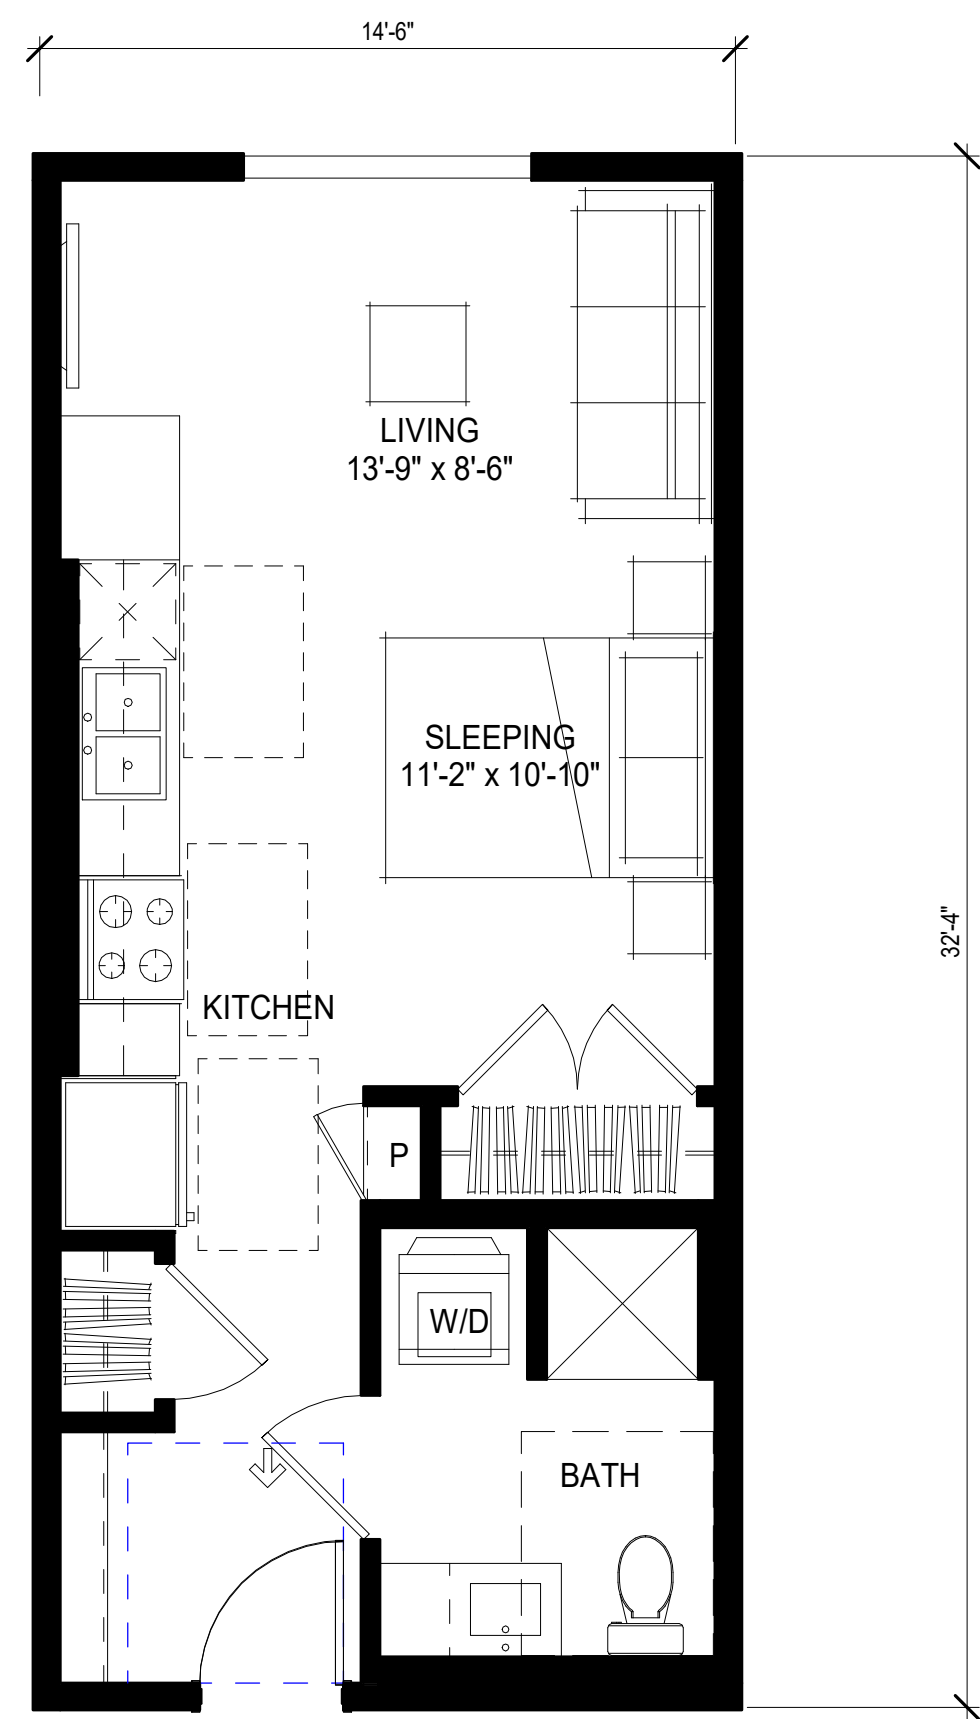 14'-6"
LIVING
13'-9" x 8'-6"
SLEEPING
11'-2" x 10'-10"
32'-4"
KITCHEN
P
W/D
BATH